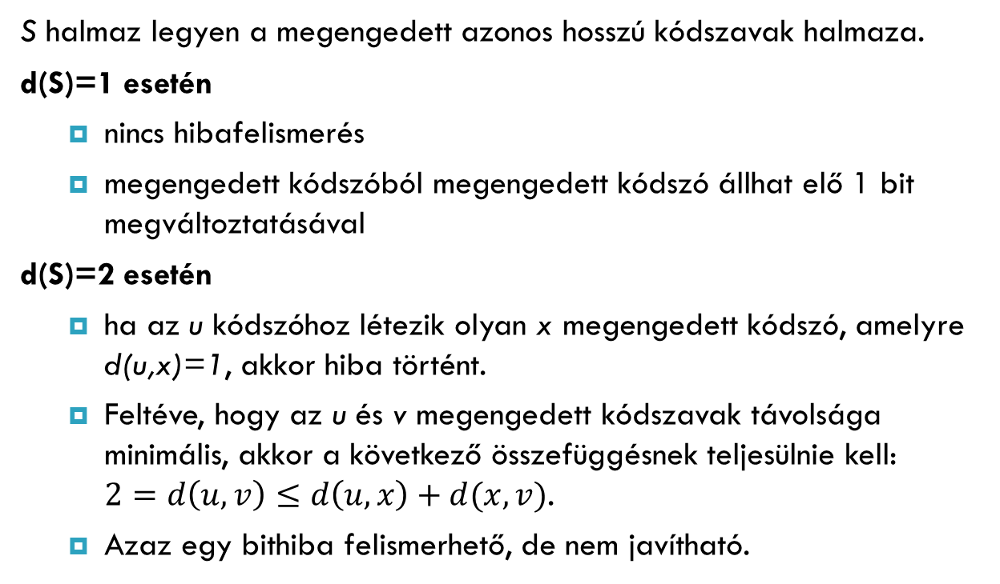 S halmaz legyen a megengedett azonos hosszú kódszavak halmaza.
d(S)=1 esetén
nincs hibafelismerés
megengedett kódszóból megengedett kódszó állhat elő 1 bit
megváltoztatásával
d(S)=2 esetén
ha az u kódszóhoz létezik olyan x megengedett kódszó, amelyre
d(u,x)=1, akkor hiba történt.
Feltéve, hogy az u és v megengedett kódszavak távolsága
minimális, akkor a következő összefüggésnek teljesülnie kell:
2 = d(u, v) ≤ d(u, x) + d(x, v).
Azaz egy bithiba felismerhető, de nem javítható.